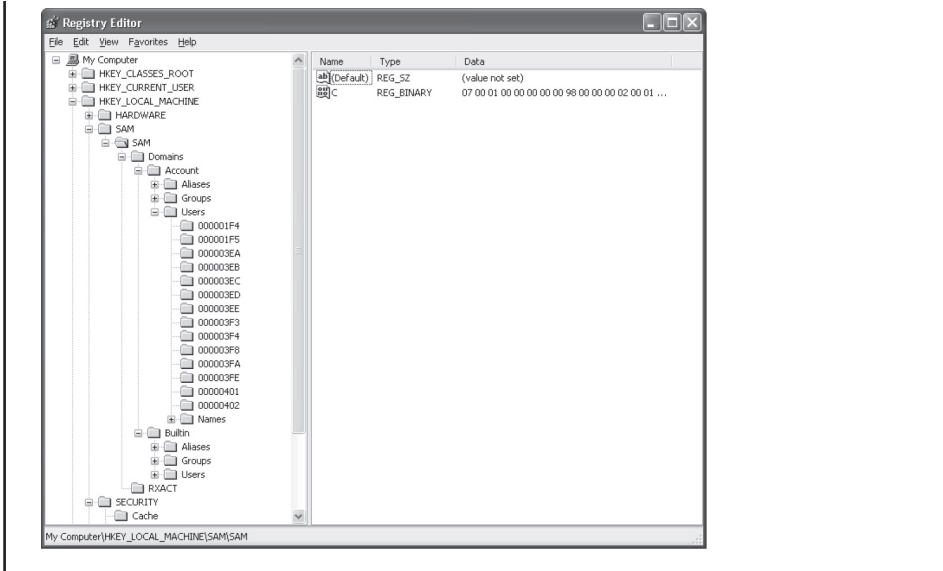 Registry Editor
File Edit View Favorites Help
My Computer
HKEY_CLASSES_ROOT
HKEY_CURRENT_USER
HKEY_LOCAL_MACHINE
HARDWARE
SAM
SAM
Domains
Account
Aliases
Groups
Users
000001F4
000001F5
000003EA
000003EB
000003EC
000003ED
000003EE
000003F3
000003F4
000003F8
000003FA
000003FE
00000401
00000402
Names
Builtin
Aliases
Groups
Users
RXACT
SECURITY
Cache
Name Type Data
(Default) REG_SZ (value not set)
C REG_BINARY 07 00 01 00 00 00 00 00 98 00 00 00 02 00 01 ...
My Computer\HKEY_LOCAL_MACHINE\SAM\SAM